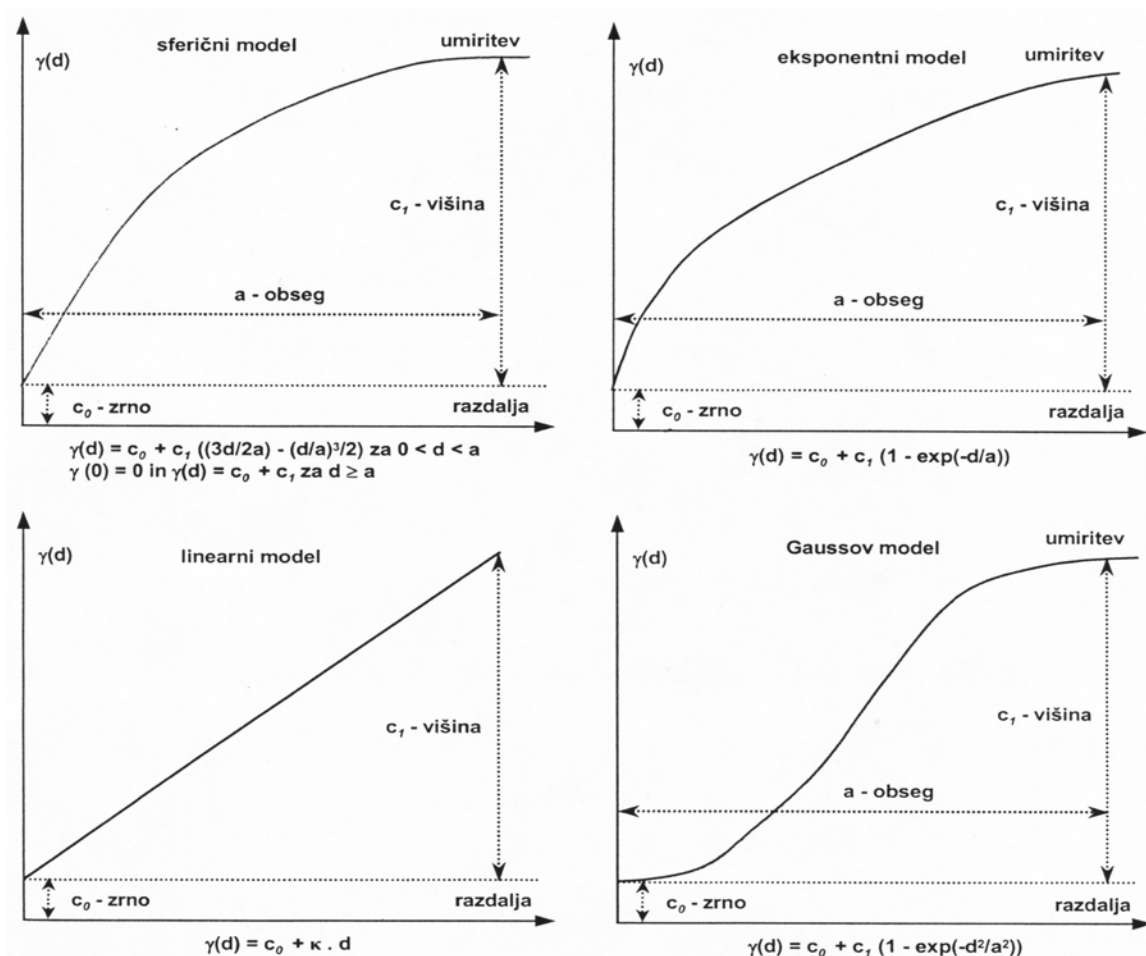 sferični model
umiritev
γ(d)
c₁ - višina
a - obseg
c₀ - zrno
razdalja
γ(d) = c₀ + c₁ ((3d/2a) - (d/a)³/2) za 0 < d < a
γ (0) = 0 in γ(d) = c₀ + c₁ za d ≥ a
eksponentni model
umiritev
γ(d)
c₁ - višina
a - obseg
c₀ - zrno
razdalja
γ(d) = c₀ + c₁ (1 - exp(-d/a))
γ(d)
linearni model
c₁ - višina
c₀ - zrno
razdalja
γ(d) = c₀ + κ . d
umiritev
γ(d)
Gaussov model
c₁ - višina
a - obseg
c₀ - zrno
razdalja
γ(d) = c₀ + c₁ (1 - exp(-d²/a²))